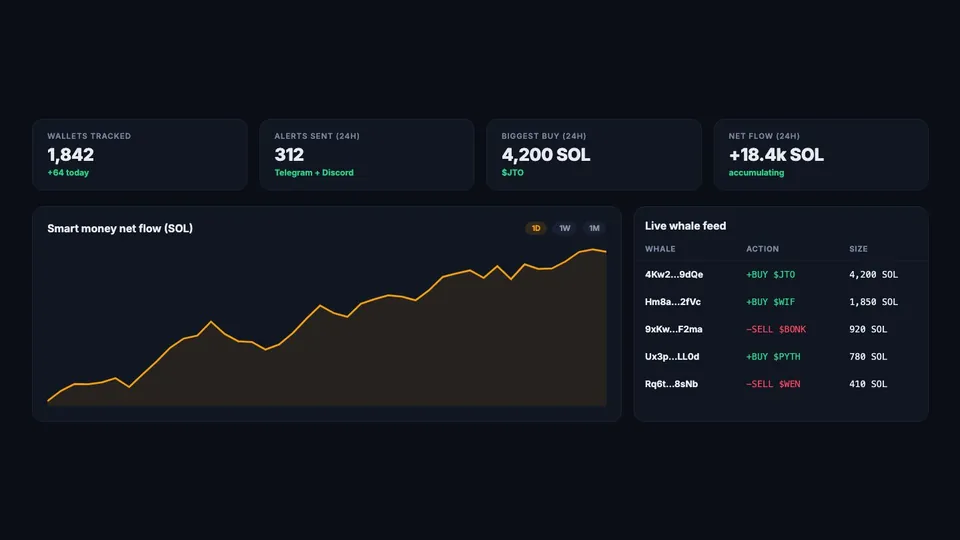 WALLETS TRACKED
1,842
+64 today
ALERTS SENT (24H)
312
Telegram + Discord
BIGGEST BUY (24H)
4,200 SOL
$JTO
NET FLOW (24H)
+18.4k SOL
accumulating
Smart money net flow (SOL)
1D 1W 1M
Live whale feed
WHALE ACTION SIZE
4Kw2...9dQe +BUY $JTO 4,200 SOL
Hm8a...2fVc +BUY $WIF 1,850 SOL
9xKw...F2ma −SELL $BONK 920 SOL
Ux3p...LL0d +BUY $PYTH 780 SOL
Rq6t...8sNb −SELL $WEN 410 SOL